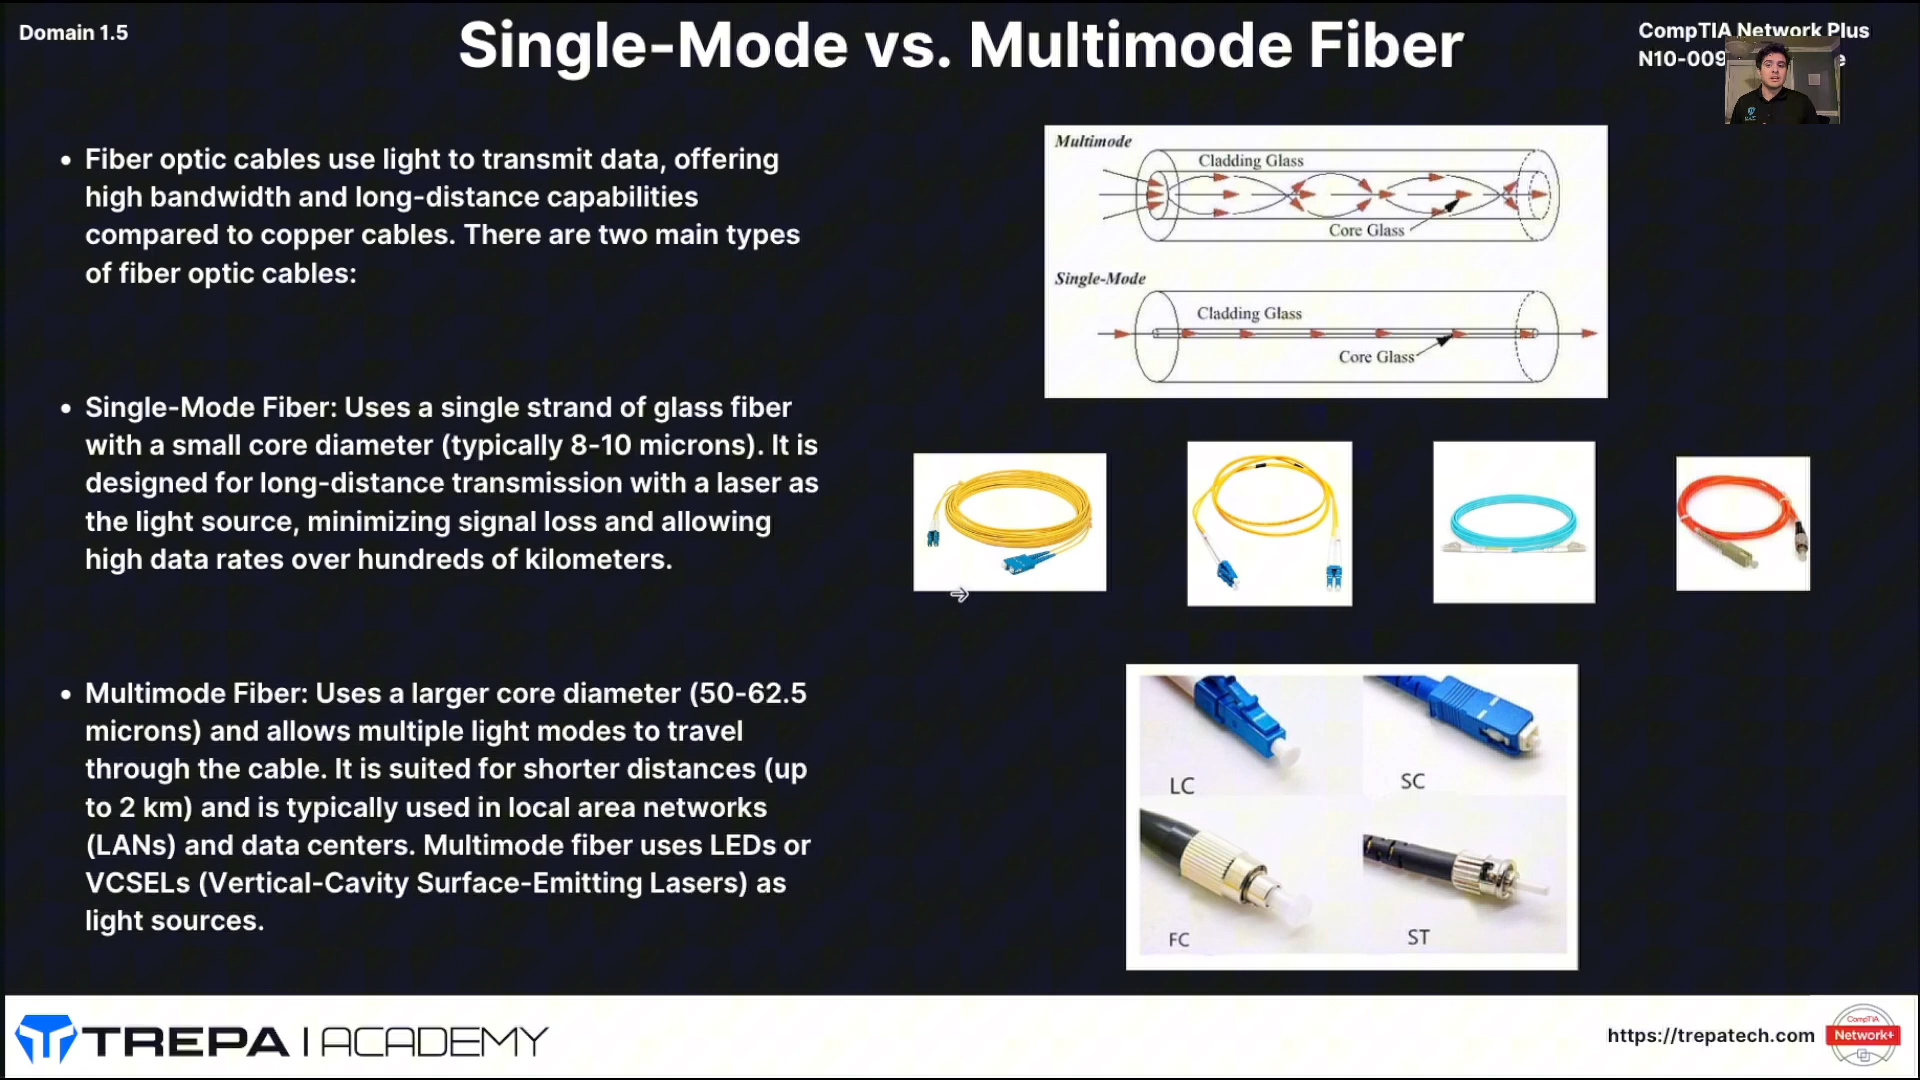 Domain 1.5
Single-Mode vs. Multimode Fiber
CompTIA Network Plus
N10-009
• Fiber optic cables use light to transmit data, offering
high bandwidth and long-distance capabilities
compared to copper cables. There are two main types
of fiber optic cables:
• Single-Mode Fiber: Uses a single strand of glass fiber
with a small core diameter (typically 8-10 microns). It is
designed for long-distance transmission with a laser as
the light source, minimizing signal loss and allowing
high data rates over hundreds of kilometers.
• Multimode Fiber: Uses a larger core diameter (50-62.5
microns) and allows multiple light modes to travel
through the cable. It is suited for shorter distances (up
to 2 km) and is typically used in local area networks
(LANs) and data centers. Multimode fiber uses LEDs or
VCSELs (Vertical-Cavity Surface-Emitting Lasers) as
light sources.
Multimode
Cladding Glass
Core Glass
Single-Mode
Cladding Glass
Core Glass
LC
SC
FC
ST
TREPA | ACADEMY
https://trepatech.com
CompTIA
Network+